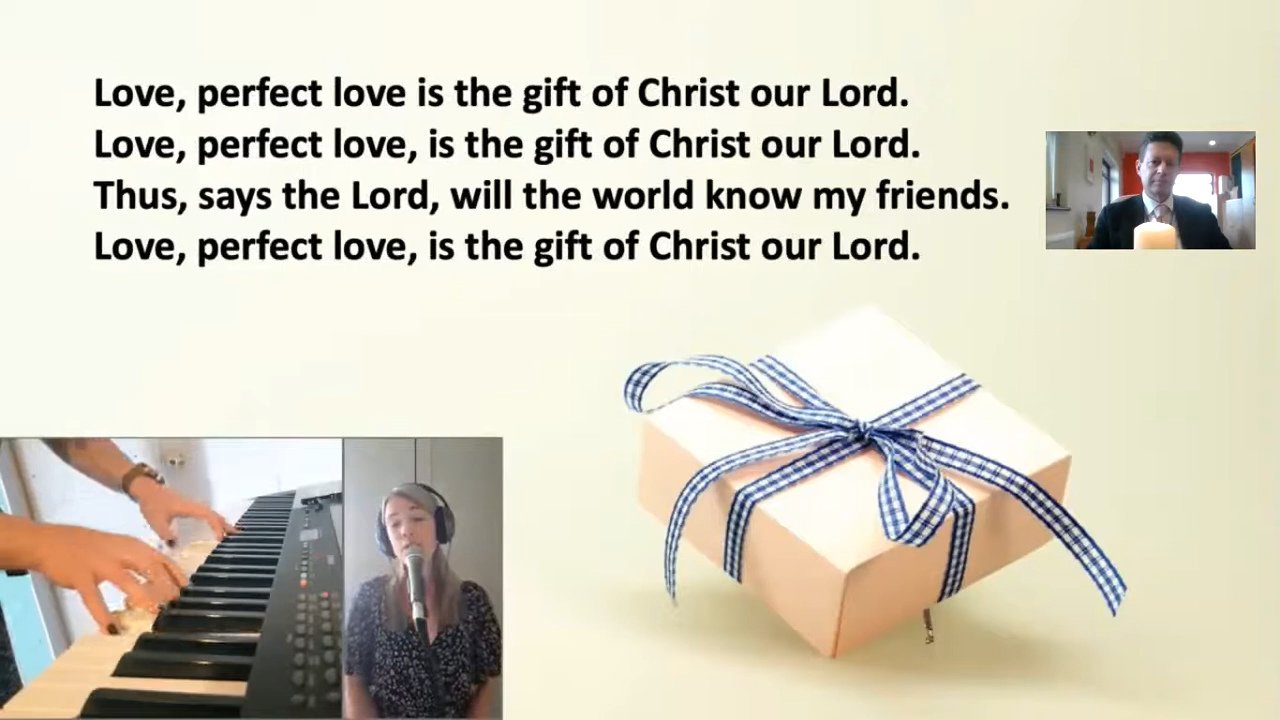 Love, perfect love is the gift of Christ our Lord.
Love, perfect love, is the gift of Christ our Lord.
Thus, says the Lord, will the world know my friends.
Love, perfect love, is the gift of Christ our Lord.